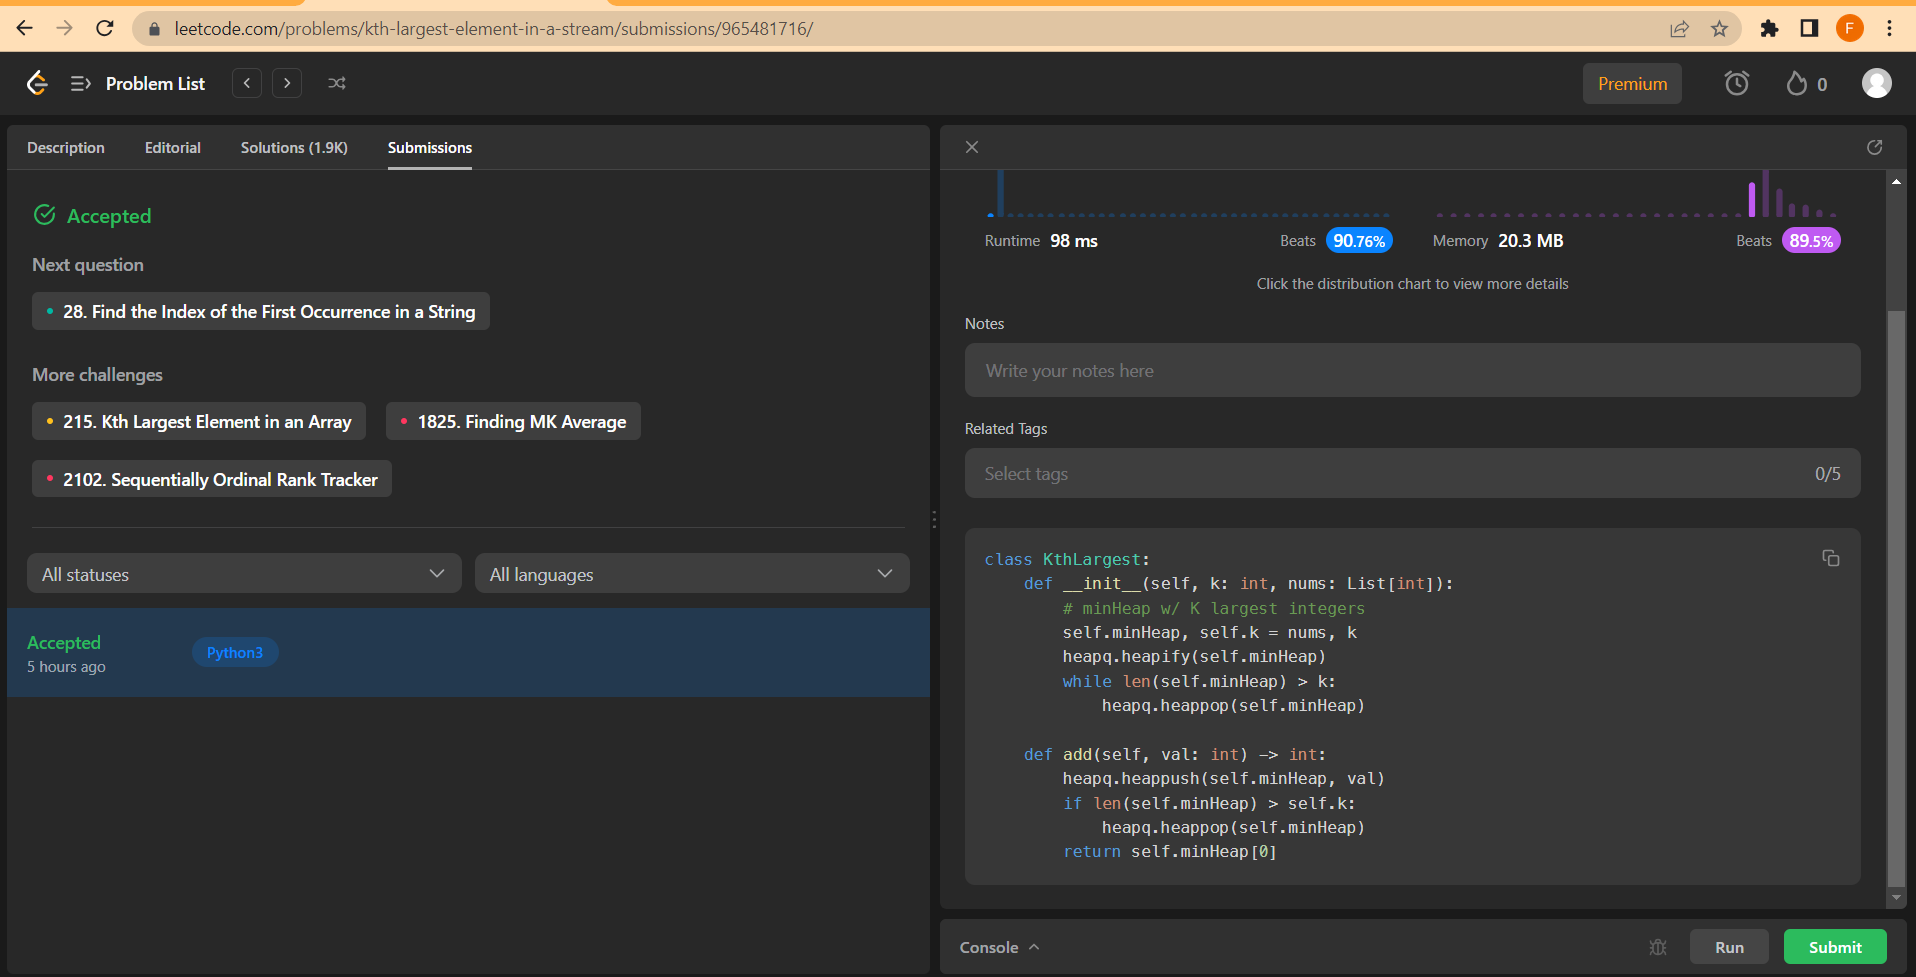 leetcode.com/problems/kth-largest-element-in-a-stream/submissions/965481716/
F
Problem List
Premium
0
Description Editorial Solutions (1.9K) Submissions
Accepted
Next question
28. Find the Index of the First Occurrence in a String
More challenges
215. Kth Largest Element in an Array
1825. Finding MK Average
2102. Sequentially Ordinal Rank Tracker
All statuses
All languages
Accepted
5 hours ago
Python3
Runtime 98 ms Beats 90.76%
Memory 20.3 MB Beats 89.5%
Click the distribution chart to view more details
Notes
Write your notes here
Related Tags
Select tags 0/5
class KthLargest:
    def __init__(self, k: int, nums: List[int]):
        # minHeap w/ K largest integers
        self.minHeap, self.k = nums, k
        heapq.heapify(self.minHeap)
        while len(self.minHeap) > k:
            heapq.heappop(self.minHeap)
    def add(self, val: int) -> int:
        heapq.heappush(self.minHeap, val)
        if len(self.minHeap) > self.k:
            heapq.heappop(self.minHeap)
        return self.minHeap[0]
Console
Run
Submit